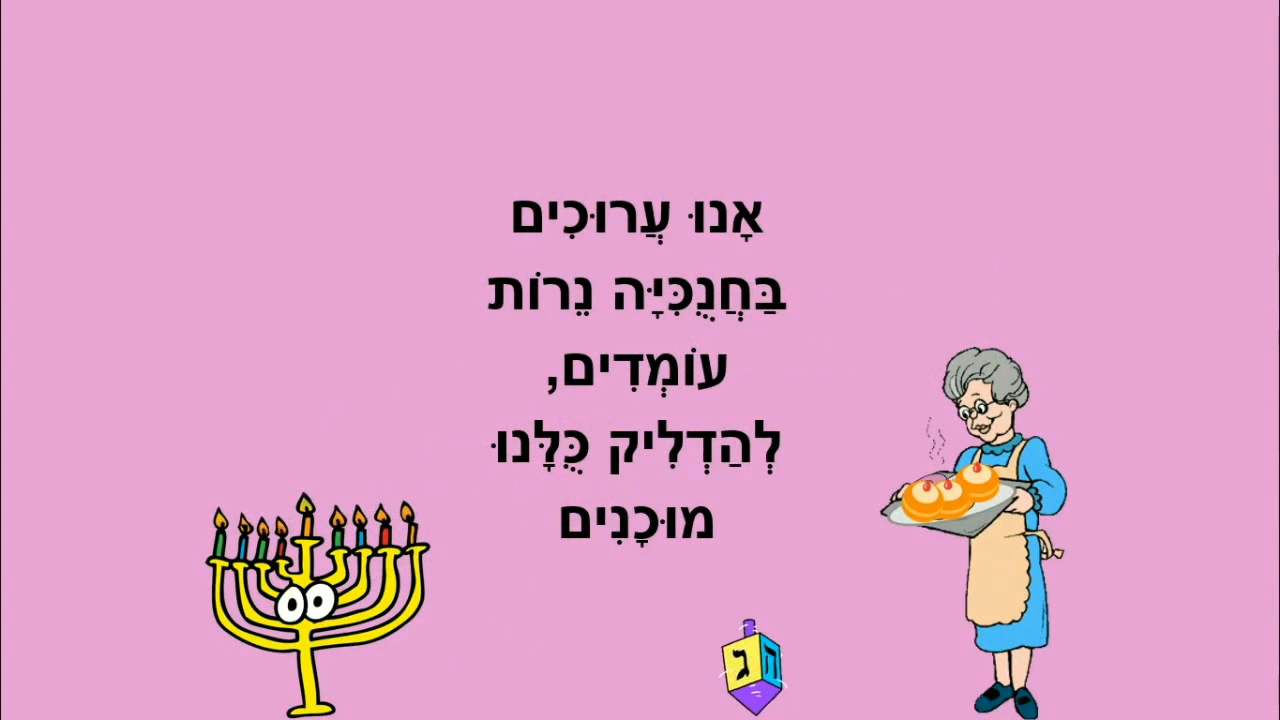 אָנוּ עֲרוּכִים
בַּחֲנֻכִּיָּה נֵרוֹת
עוֹמְדִים,
לְהַדְלִיק כֻּלָּנוּ
מוּכָנִים
ג ה